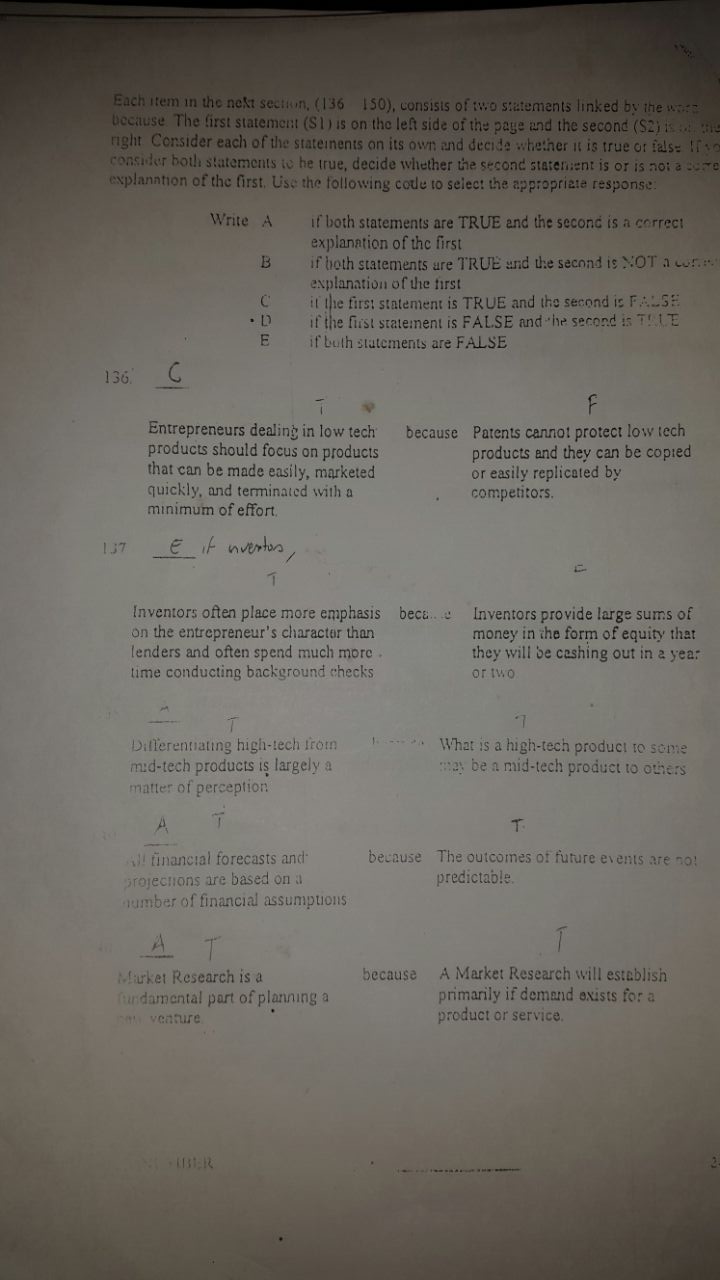 Each item in the next section, (136 150), consists of two statements linked by the word
because. The first statement (S1) is on the left side of the page and the second (S2) is on the
right. Consider each of the statements on its own and decide whether it is true or false. If
consider both statements to be true, decide whether the second statement is or is not a
explanation of the first. Use the following code to select the appropriate response:
Write A if both statements are TRUE and the second is a correct
explanation of the first
B if both statements are TRUE and the second is NOT a
explanation of the first
C if the first statement is TRUE and the second is FALSE
D if the first statement is FALSE and the second is TRUE
E if both statements are FALSE
136. C
T F
Entrepreneurs dealing in low tech because Patents cannot protect low tech
products should focus on products products and they can be copied
that can be made easily, marketed or easily replicated by
quickly, and terminated with a competitors.
minimum of effort.
137 E if nventors,
T
Inventors often place more emphasis Inventors provide large sums of
on the entrepreneur's character than money in the form of equity that
lenders and often spend much more they will be cashing out in a year
time conducting background checks or two
T T
Differentiating high-tech from What is a high-tech product to some
mid-tech products is largely a may be a mid-tech product to others
matter of perception
A T T
All financial forecasts and because The outcomes of future events are not
projections are based on a predictable.
number of financial assumptions
A T T
Market Research is a because A Market Research will establish
fundamental part of planning a primarily if demand exists for a
new venture. product or service.